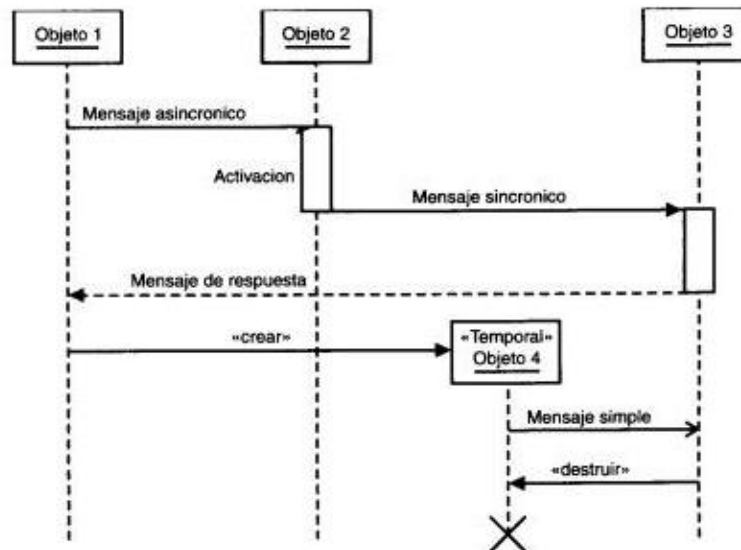 Objeto 1
Objeto 2
Objeto 3
Mensaje asincronico
Activacion
Mensaje sincronico
Mensaje de respuesta
«crear»
«Temporal»
Objeto 4
Mensaje simple
«destruir»